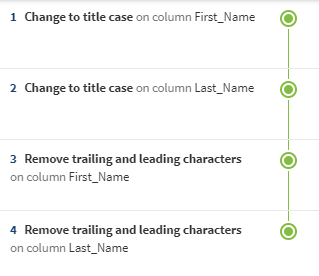 1 Change to title case on column First_Name
2 Change to title case on column Last_Name
3 Remove trailing and leading characters
on column First_Name
4 Remove trailing and leading characters
on column Last_Name